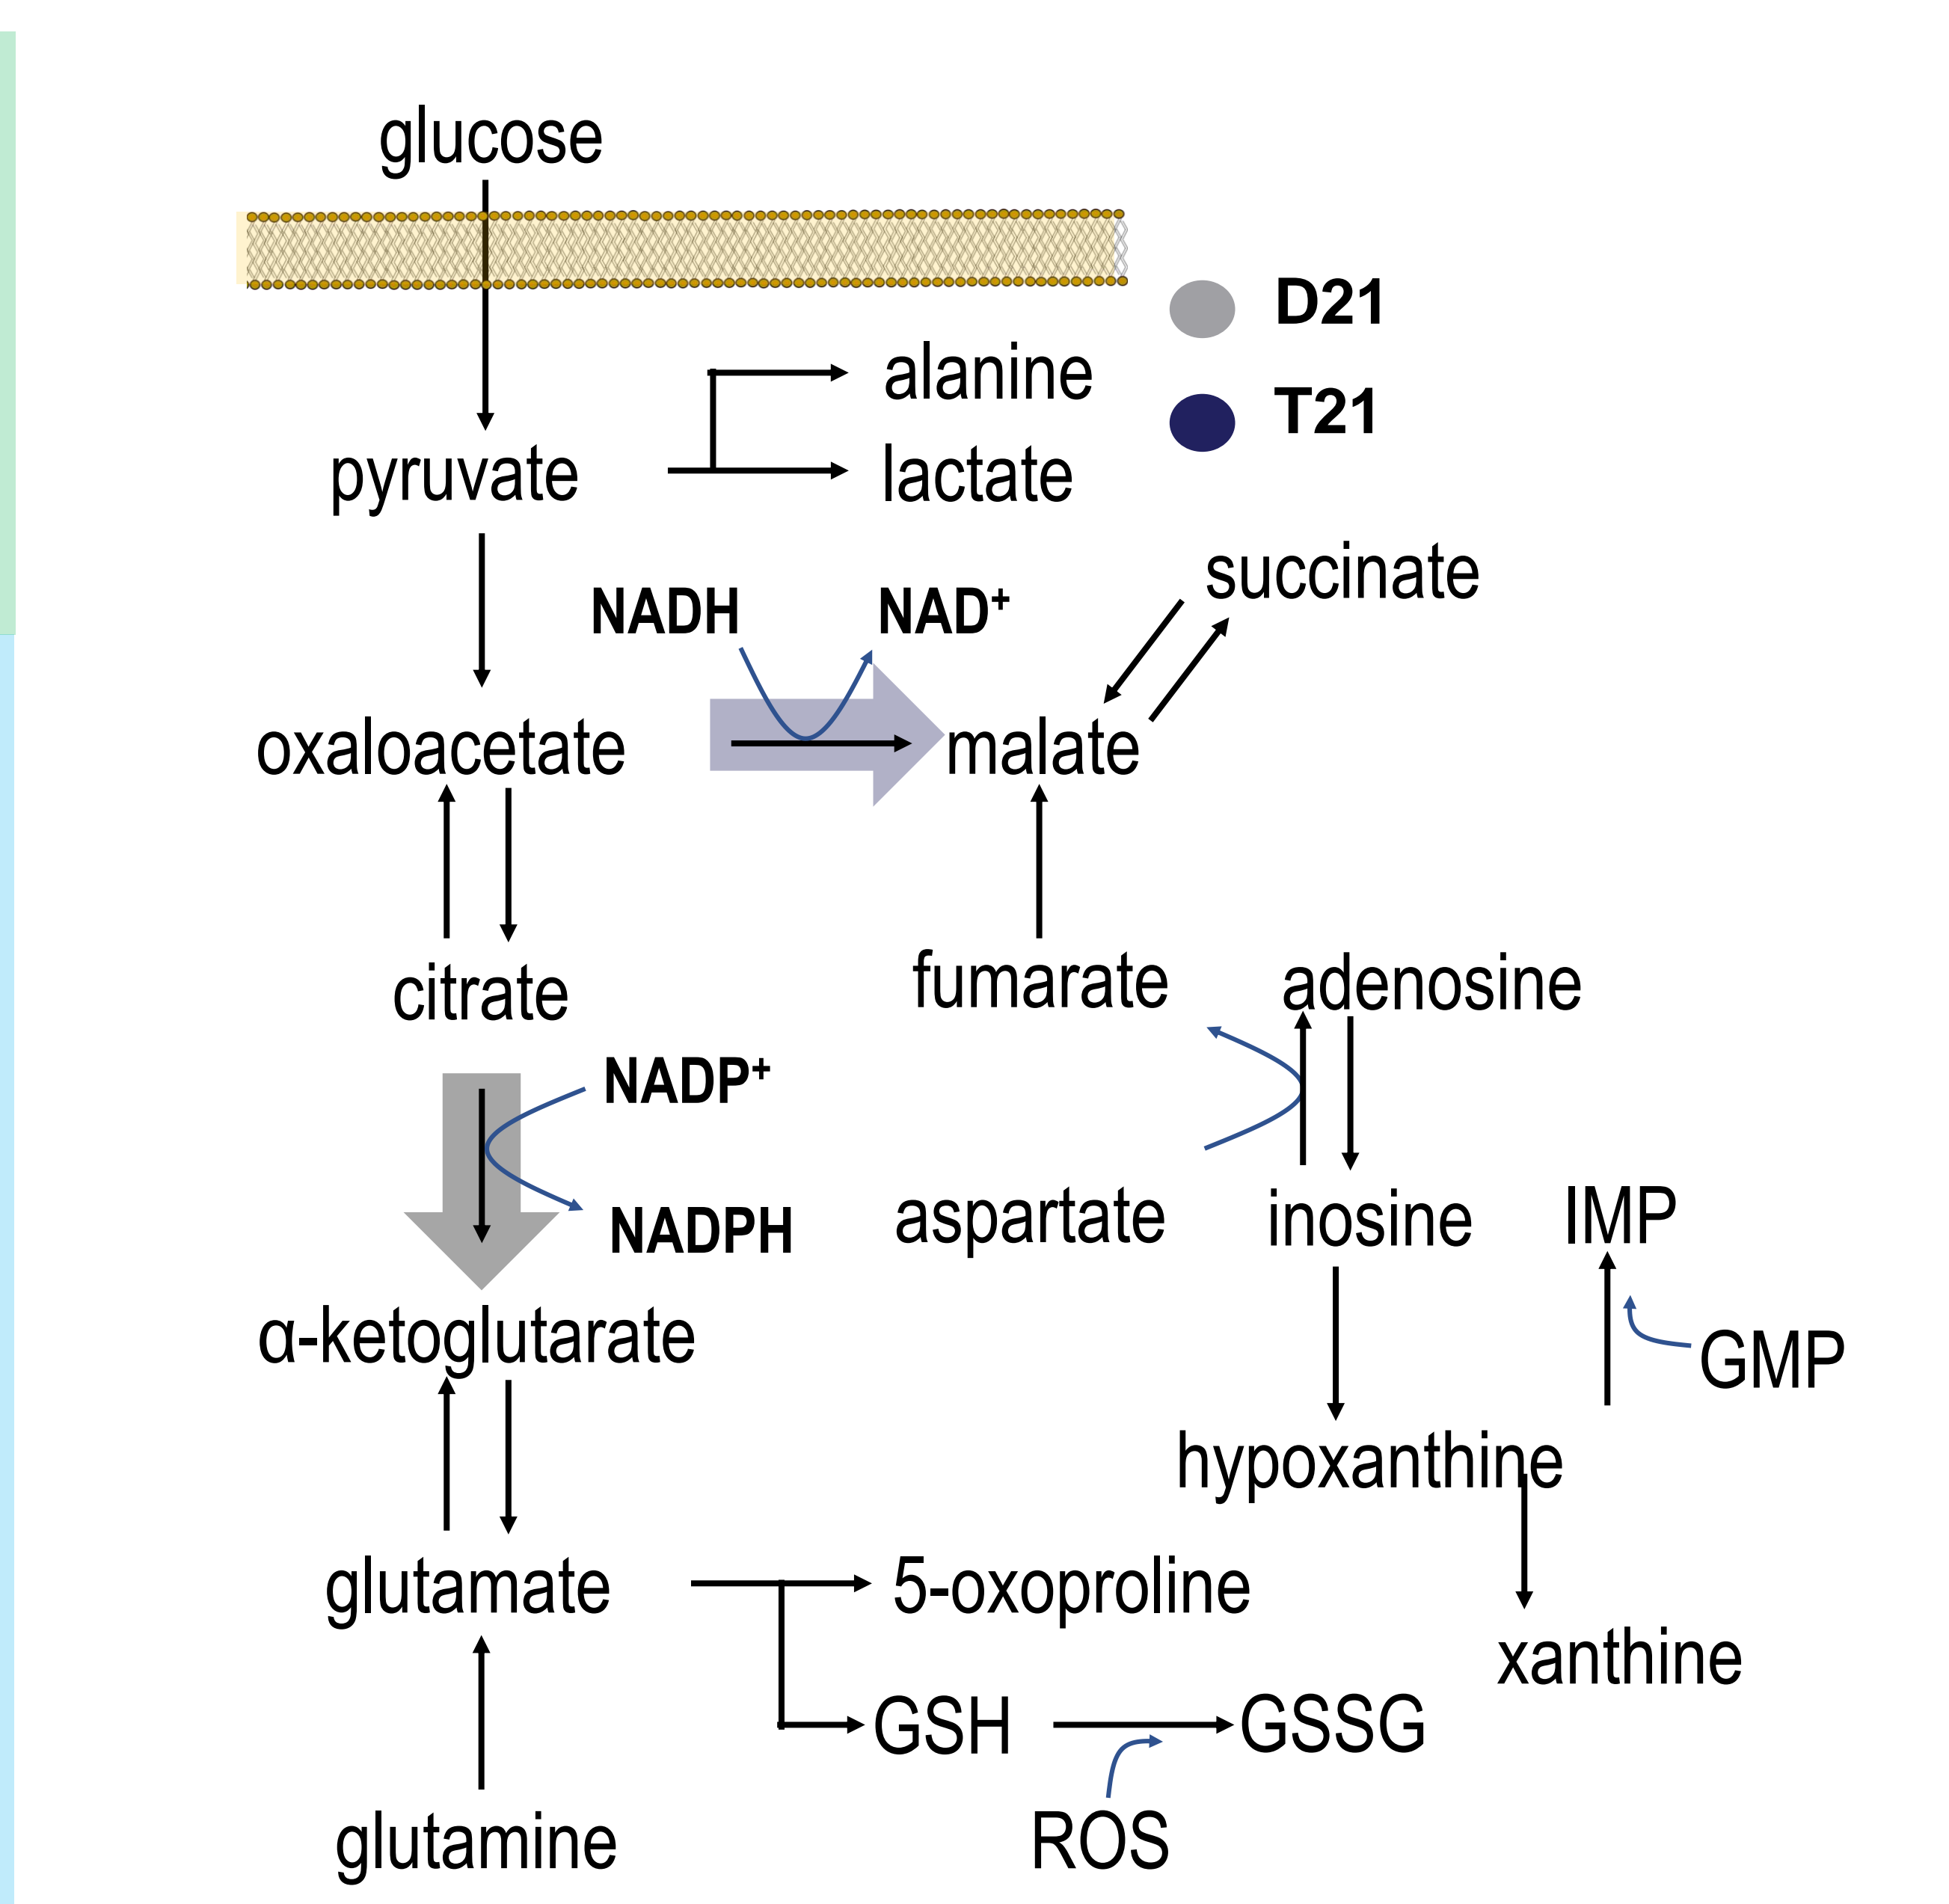 glucose
D21
alanine
T21
pyruvate
lactate
succinate
NADH
NAD⁺
oxaloacetate
malate
citrate
fumarate
adenosine
NADP⁺
NADPH
aspartate
inosine
IMP
α-ketoglutarate
GMP
hypoxanthine
glutamate
5-oxoproline
xanthine
GSH
GSSG
glutamine
ROS